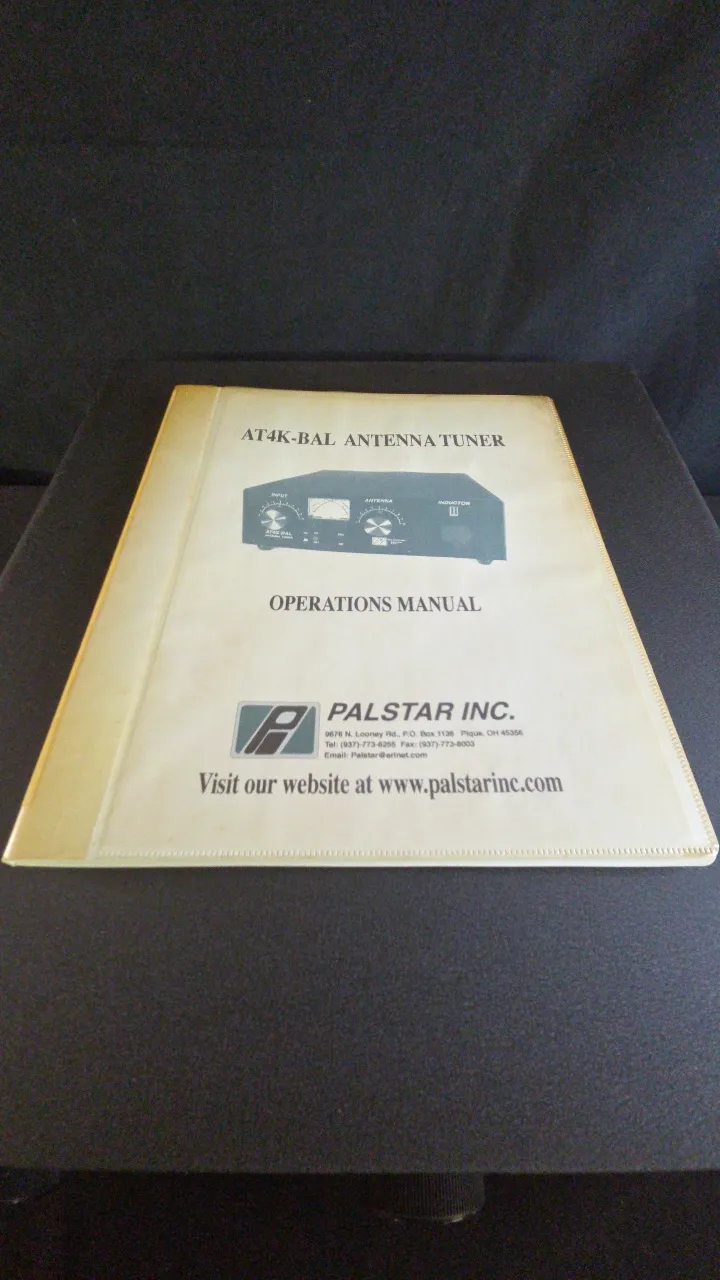 AT4K-BAL ANTENNA TUNER
INPUT
ANTENNA
INDUCTOR
AT4K BAL
OPERATIONS MANUAL
PALSTAR INC.
9676 N. Looney Rd., P.O. Box 1136 Piqua, OH 45356
Tel: (937)-773-6255 Fax: (937)-773-8003
Email: Palstar@erinet.com
Visit our website at www.palstarinc.com